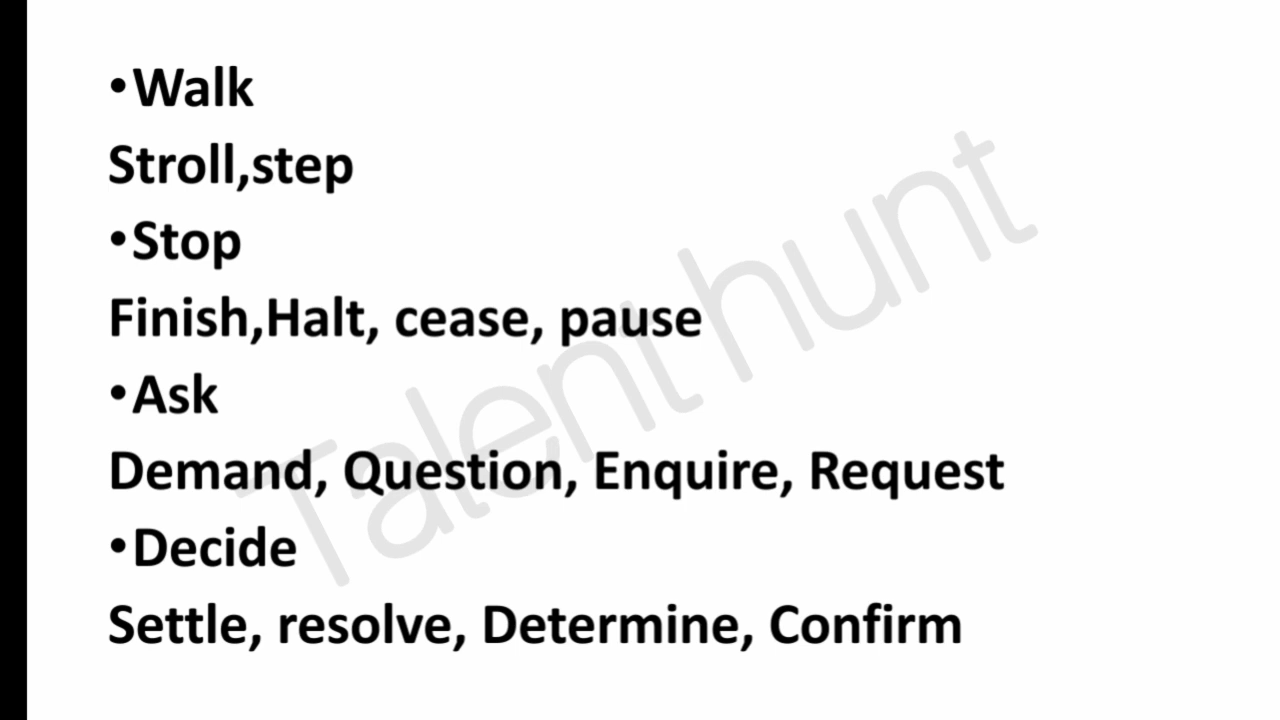 •Walk
Stroll,step
•Stop
Finish,Halt, cease, pause
•Ask
Demand, Question, Enquire, Request
•Decide
Settle, resolve, Determine, Confirm
Talent hunt